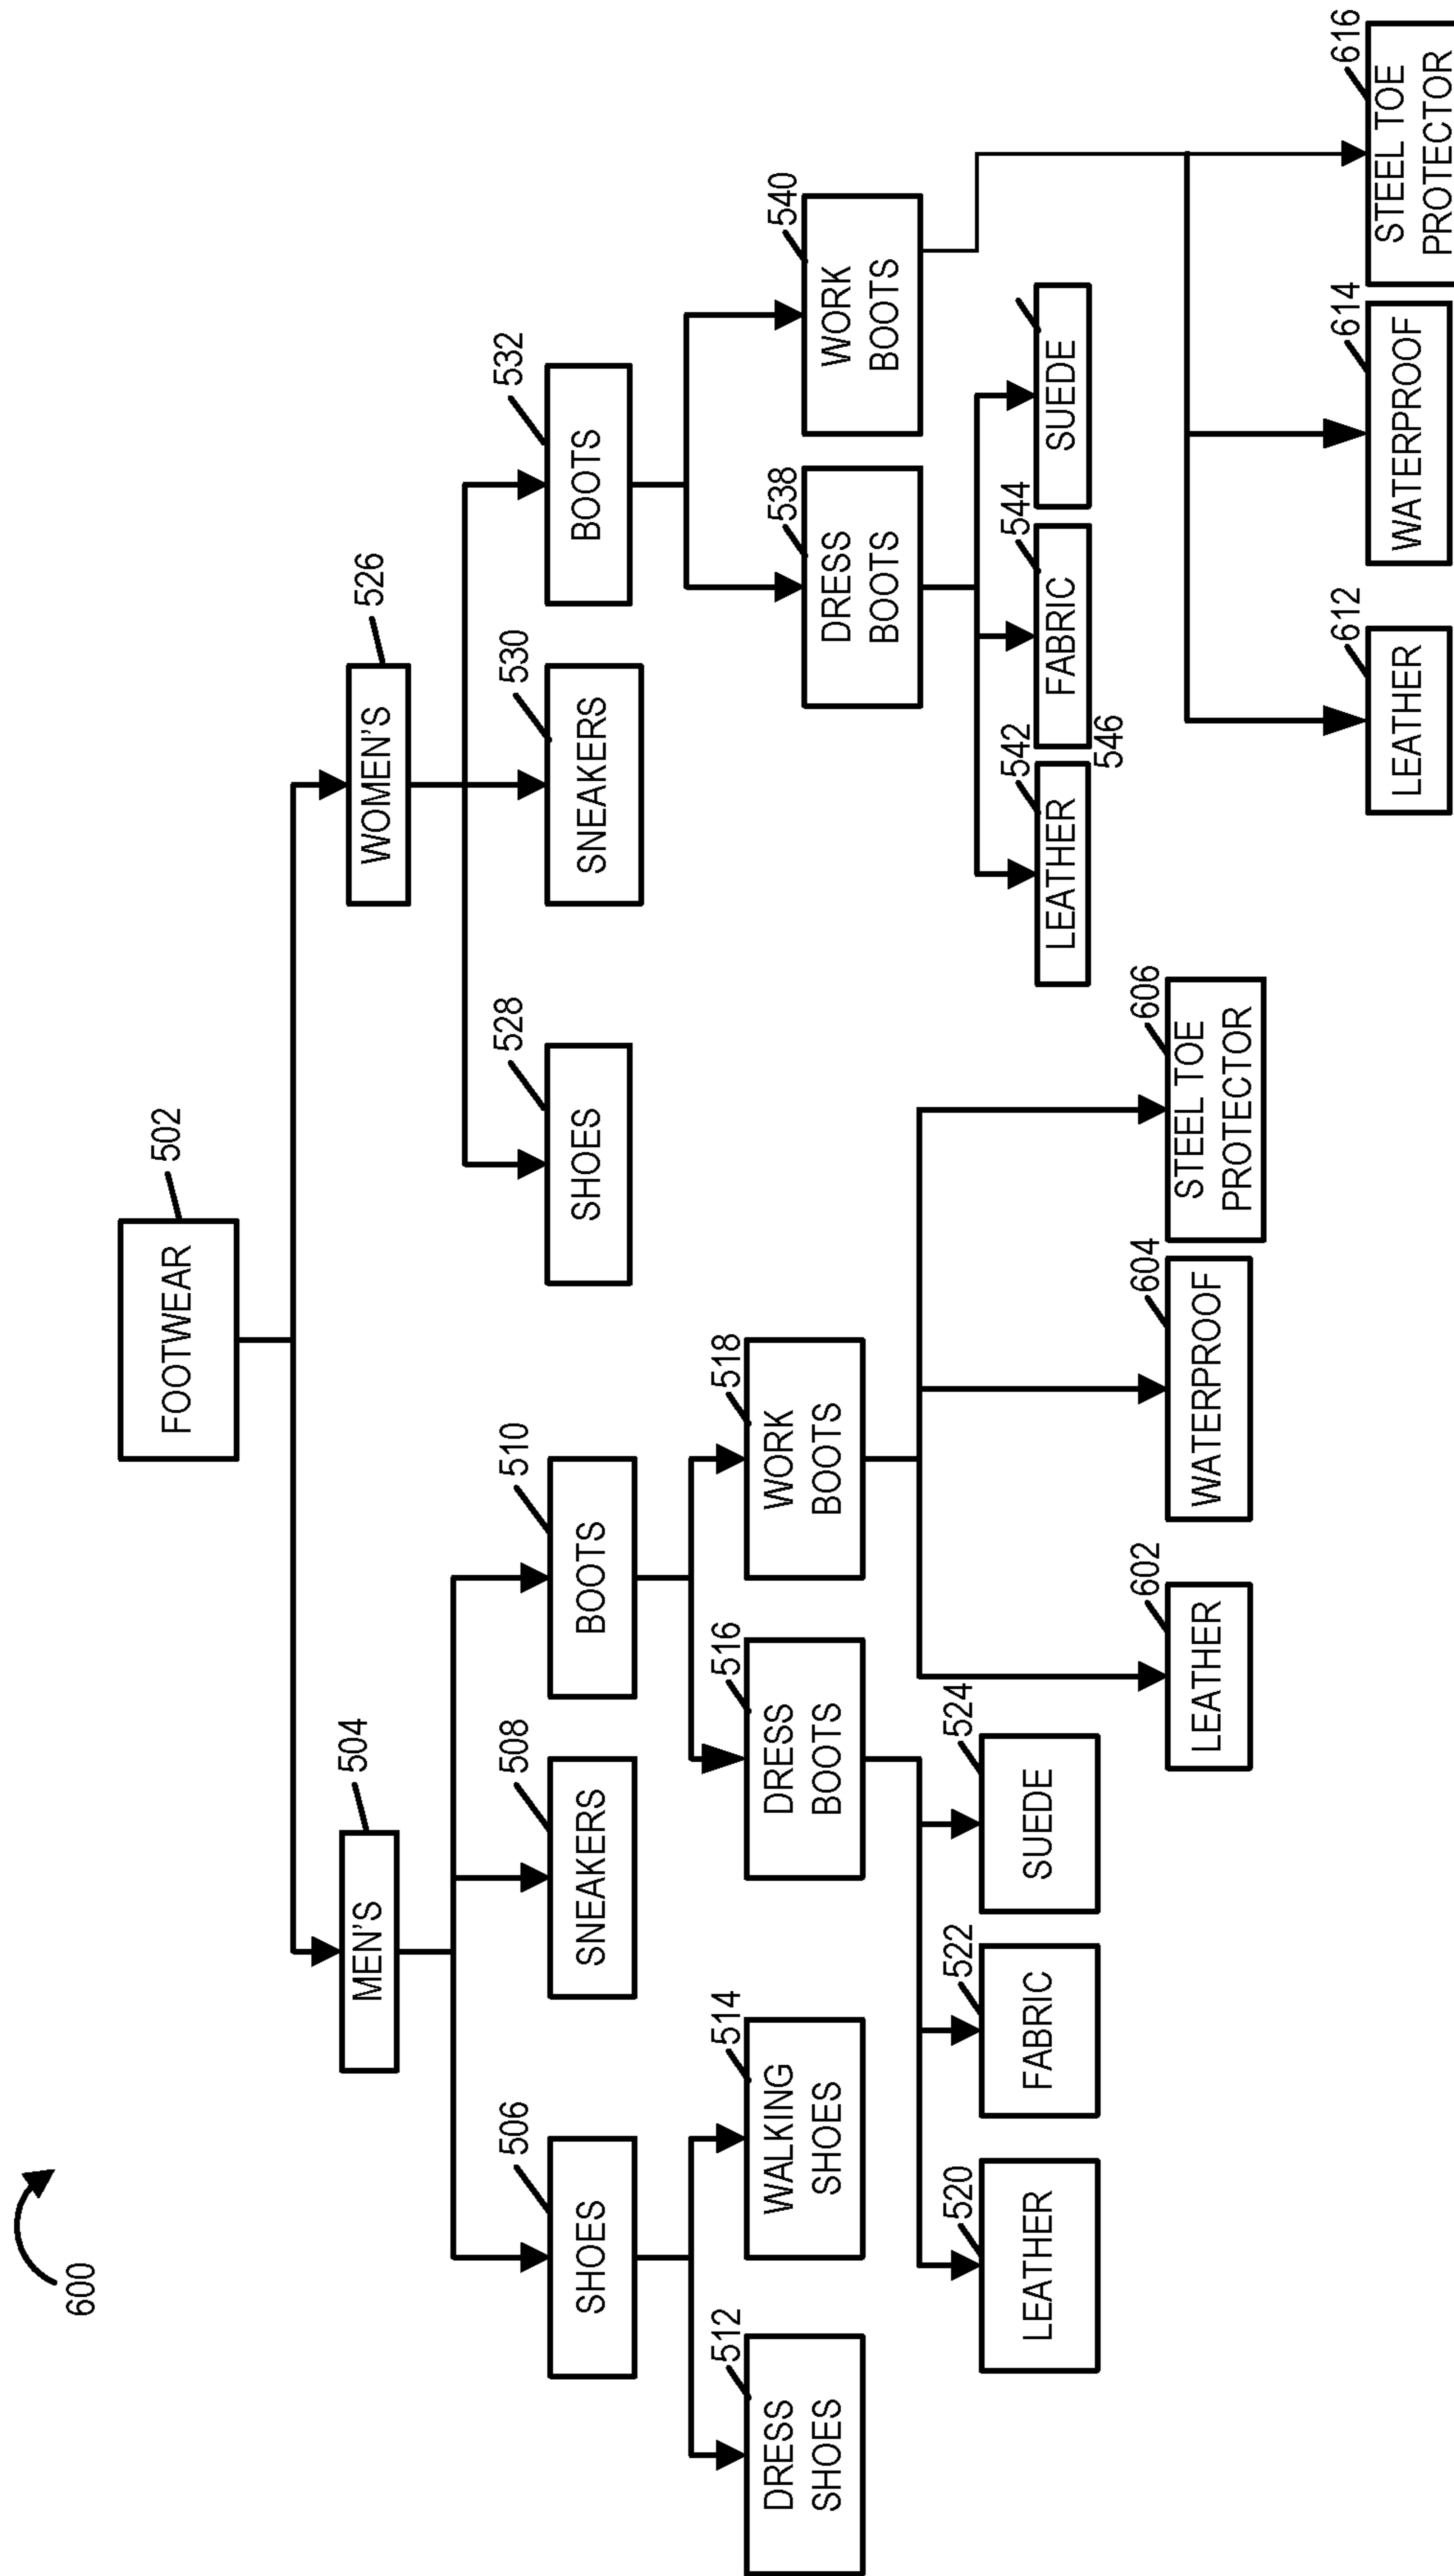 600
502
FOOTWEAR
504
MEN'S
526
WOMEN'S
506
SHOES
508
SNEAKERS
510
BOOTS
528
SHOES
530
SNEAKERS
532
BOOTS
512
DRESS
SHOES
514
WALKING
SHOES
516
DRESS
BOOTS
518
WORK
BOOTS
538
DRESS
BOOTS
540
WORK
BOOTS
520
LEATHER
522
FABRIC
524
SUEDE
542
LEATHER
544
FABRIC
SUEDE
546
602
LEATHER
604
WATERPROOF
606
STEEL TOE
PROTECTOR
612
LEATHER
614
WATERPROOF
616
STEEL TOE
PROTECTOR